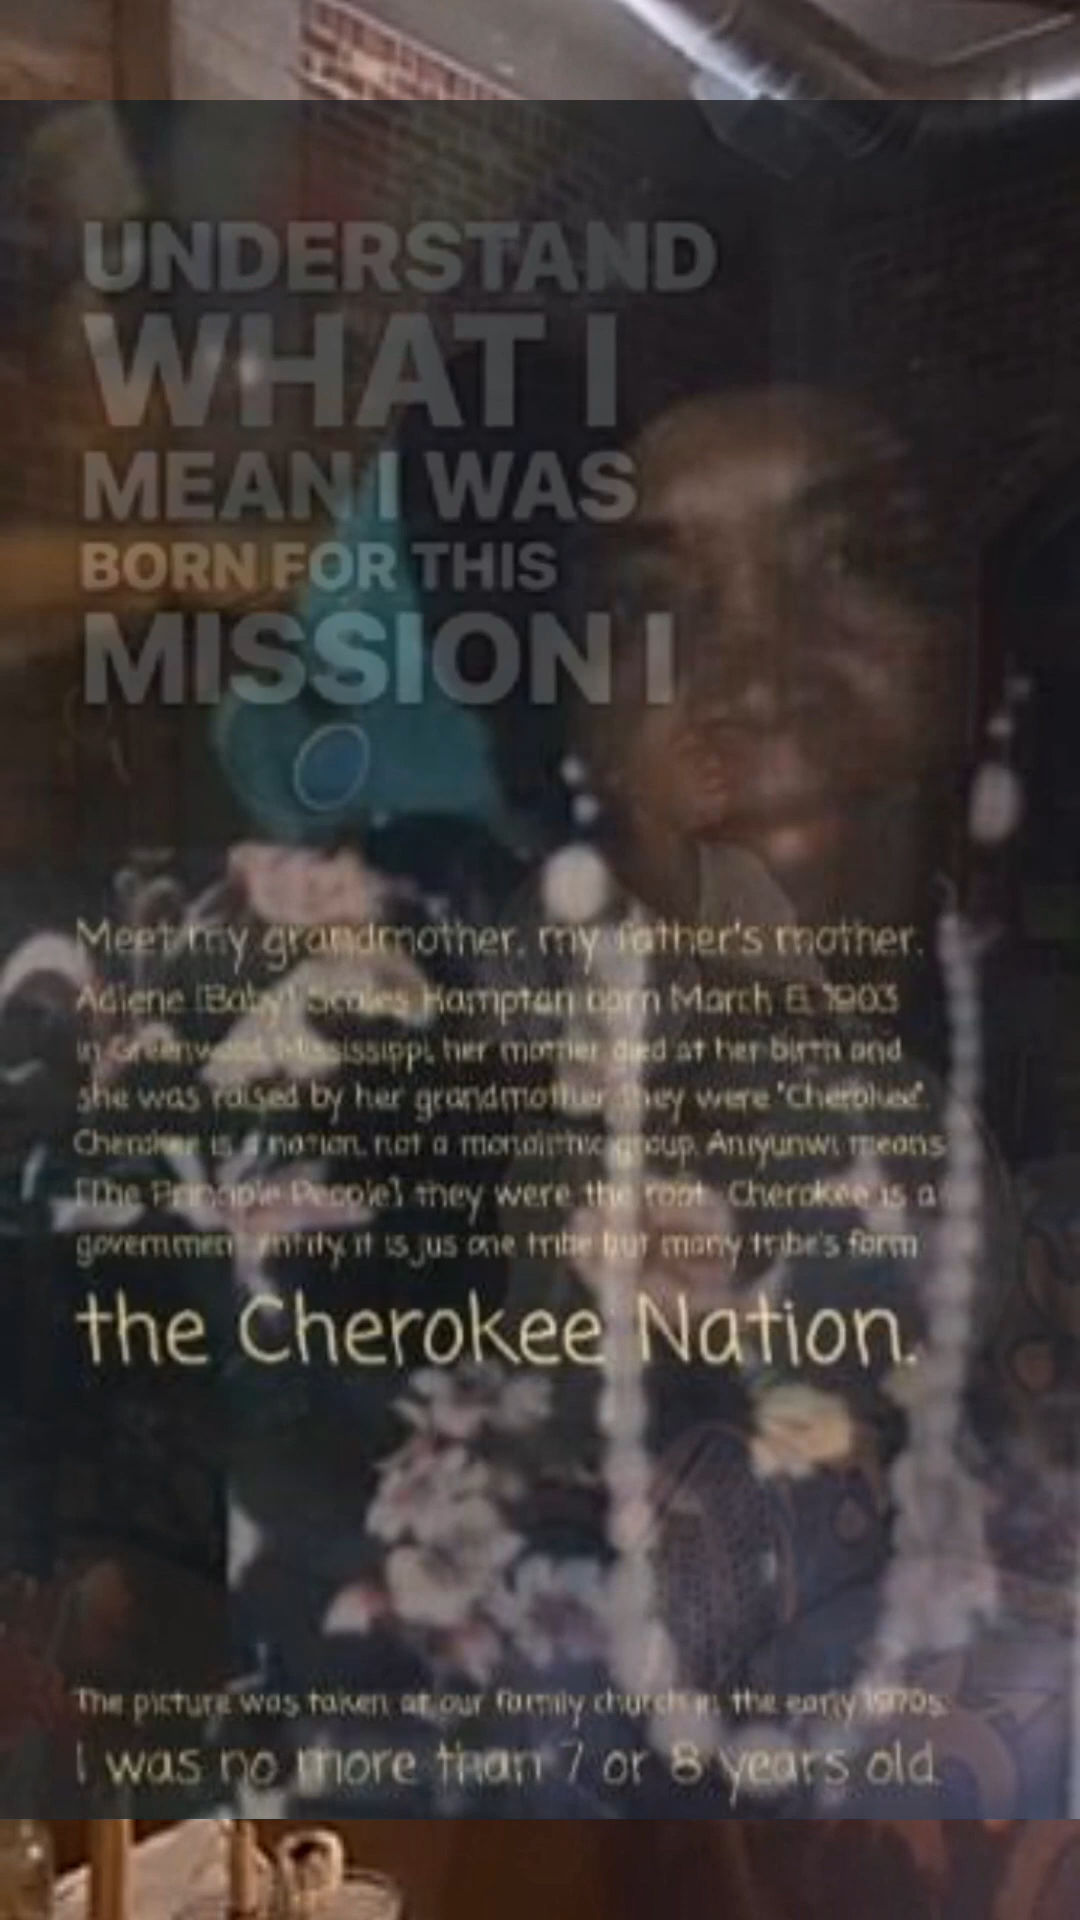 UNDERSTAND
WHAT I
MEAN I WAS
BORN FOR THIS
MISSION I
Meet my grandmother, my father's mother.
Adlene [Baby] Scales Hampton born March 6, 1903
in Greenwood Mississippi, her mother died at her birth and
she was raised by her grandmother they were "Cherokee".
Cherokee is a nation, not a monolithic group. Aniyunwi means
[The Principle People] they were the root. Cherokee is a
government entity, it is jus one tribe but many tribe's form
the Cherokee Nation.
The picture was taken at our family church in the early 1970s.
I was no more than 7 or 8 years old.